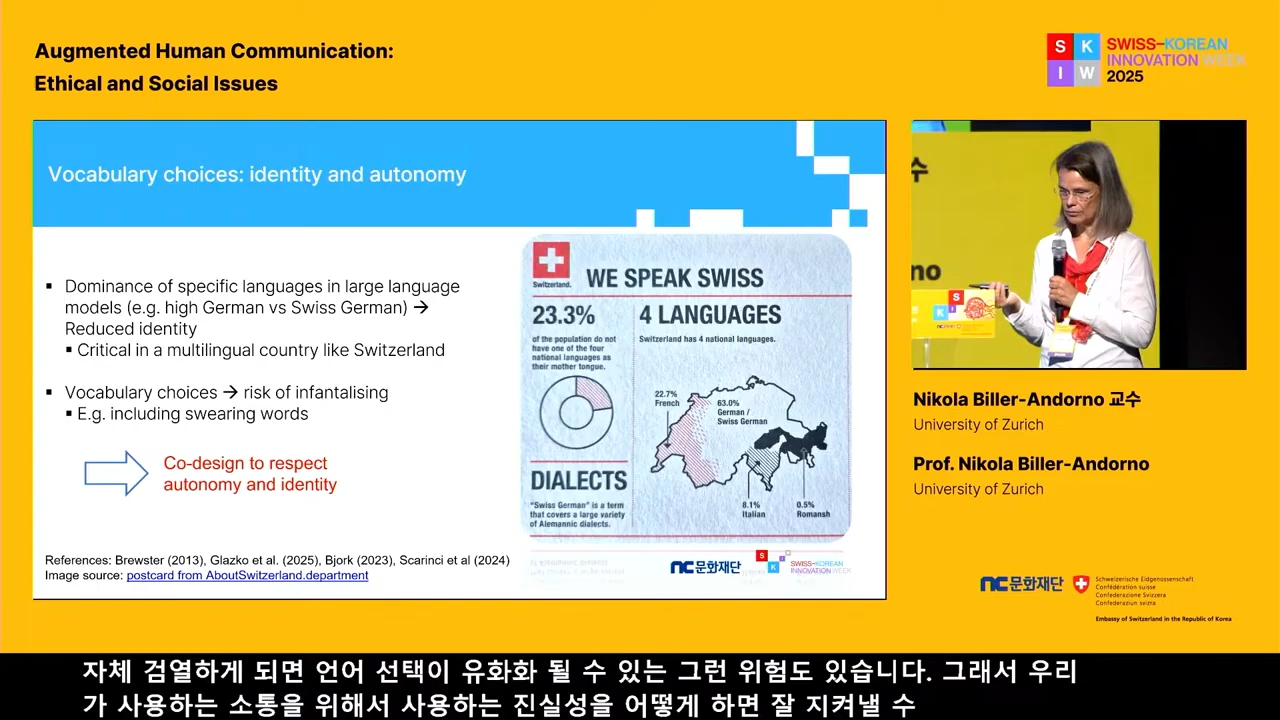 Augmented Human Communication:
Ethical and Social Issues
S K
I W
SWISS–KOREAN
INNOVATION WEEK
2025
Vocabulary choices: identity and autonomy
▪ Dominance of specific languages in large language
models (e.g. high German vs Swiss German) →
Reduced identity
▪ Critical in a multilingual country like Switzerland
▪ Vocabulary choices → risk of infantalising
▪ E.g. including swearing words
Co-design to respect
autonomy and identity
References: Brewster (2013), Glazko et al. (2025), Bjork (2023), Scarinci et al (2024)
Image source: postcard from AboutSwitzerland.department
Switzerland.
WE SPEAK SWISS
23.3%
of the population do not
have one of the four
national languages as
their mother tongue.
4 LANGUAGES
Switzerland has 4 national languages.
22.7%
French
63.0%
German /
Swiss German
8.1%
Italian
0.5%
Romansh
DIALECTS
"Swiss German" is a term
that covers a large variety
of Alemannic dialects.
NC문화재단
S I
K
SWISS–KOREAN
INNOVATION WEEK
수
no
S
K I
Nikola Biller-Andorno 교수
University of Zurich
Prof. Nikola Biller-Andorno
University of Zurich
NC문화재단
Schweizerische Eidgenossenschaft
Confédération suisse
Confederazione Svizzera
Confederaziun svizra
Embassy of Switzerland in the Republic of Korea
자체 검열하게 되면 언어 선택이 유화화 될 수 있는 그런 위험도 있습니다. 그래서 우리
가 사용하는 소통을 위해서 사용하는 진실성을 어떻게 하면 잘 지켜낼 수